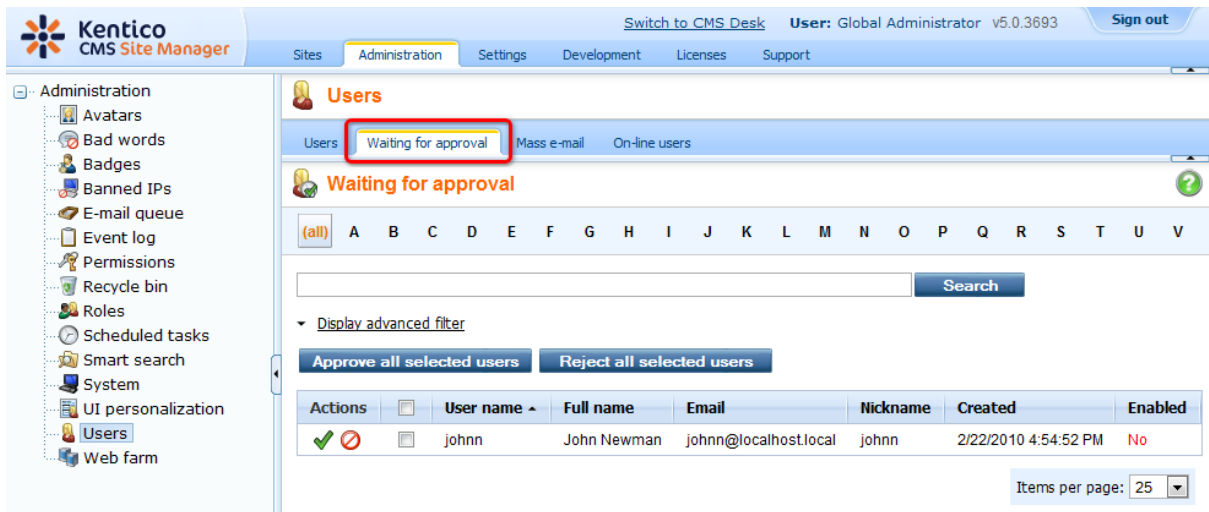 Kentico
CMS Site Manager
Switch to CMS Desk User: Global Administrator v5.0.3693 Sign out
Sites Administration Settings Development Licenses Support
Administration
Avatars
Bad words
Badges
Banned IPs
E-mail queue
Event log
Permissions
Recycle bin
Roles
Scheduled tasks
Smart search
System
UI personalization
Users
Web farm
Users
Users Waiting for approval Mass e-mail On-line users
Waiting for approval
(all) A B C D E F G H I J K L M N O P Q R S T U V
Search
Display advanced filter
Approve all selected users Reject all selected users
Actions User name Full name Email Nickname Created Enabled
johnn John Newman johnn@localhost.local johnn 2/22/2010 4:54:52 PM No
Items per page: 25